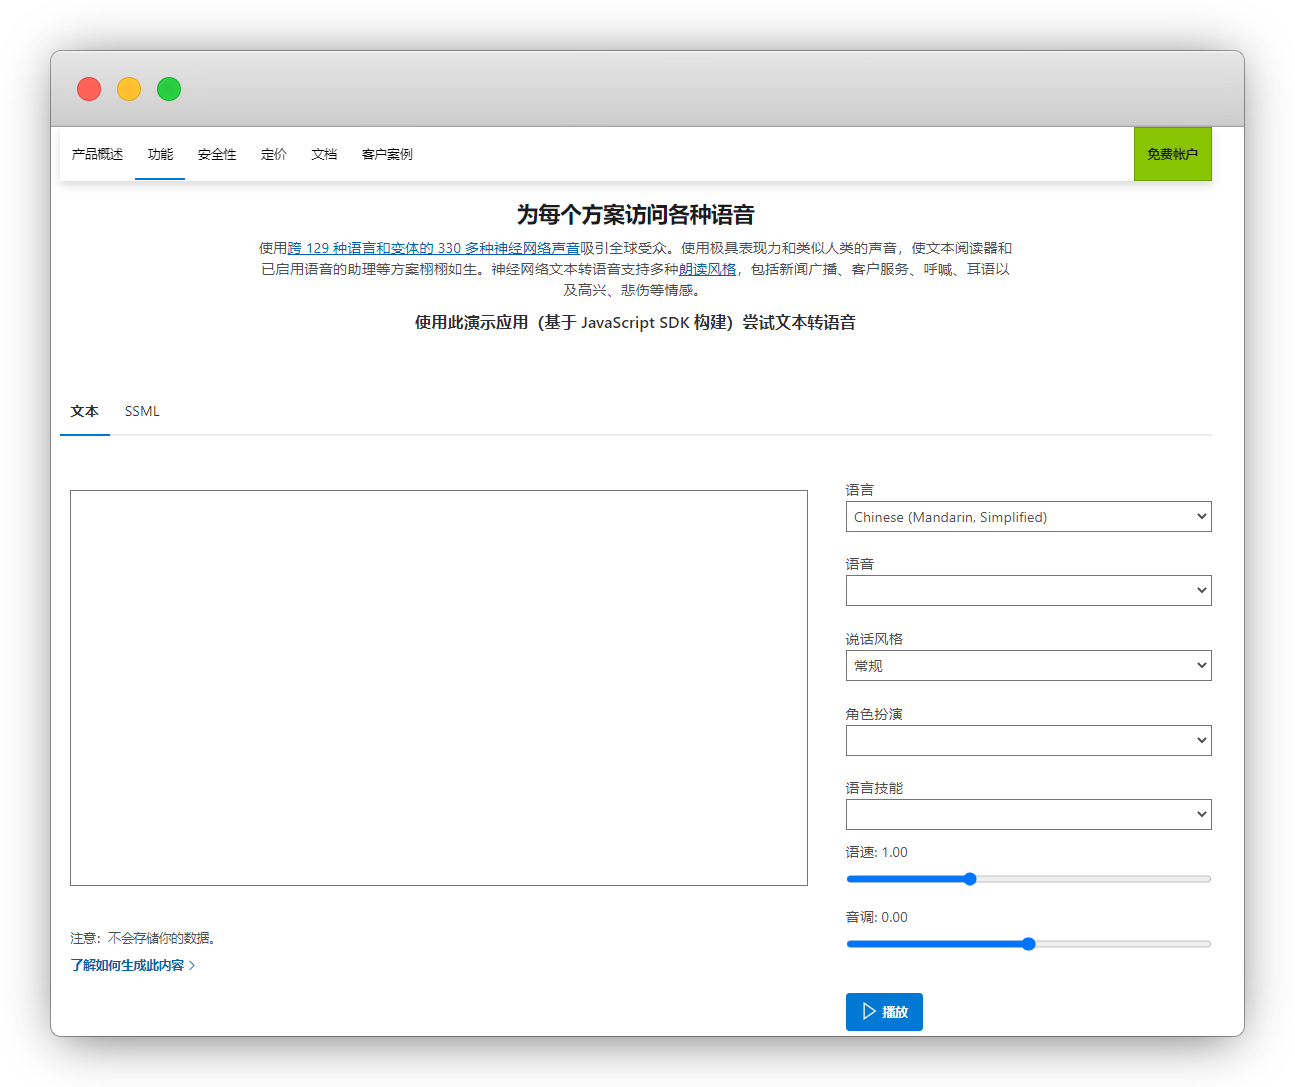 产品概述 功能 安全性 定价 文档 客户案例 免费帐户
为每个方案访问各种语音
使用跨 129 种语言和变体的 330 多种神经网络声音吸引全球受众。使用极具表现力和类似人类的声音，使文本阅读器和
已启用语音的助理等方案栩栩如生。神经网络文本转语音支持多种朗读风格，包括新闻广播、客户服务、呼喊、耳语以
及高兴、悲伤等情感。
使用此演示应用（基于 JavaScript SDK 构建）尝试文本转语音
文本 SSML
语言
Chinese (Mandarin, Simplified)
语音
说话风格
常规
角色扮演
语言技能
语速: 1.00
音调: 0.00
注意：不会存储你的数据。
了解如何生成此内容
播放